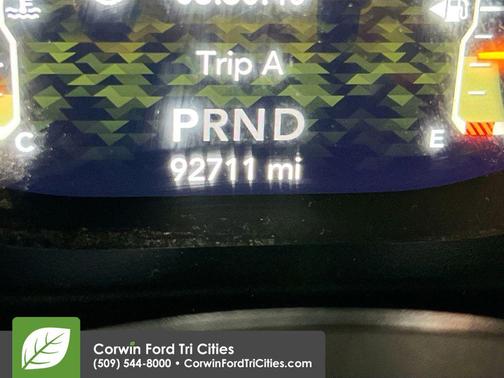 Trip A
PRND
92711 mi
C
E
Corwin Ford Tri Cities
(509) 544-8000 • CorwinFordTriCities.com